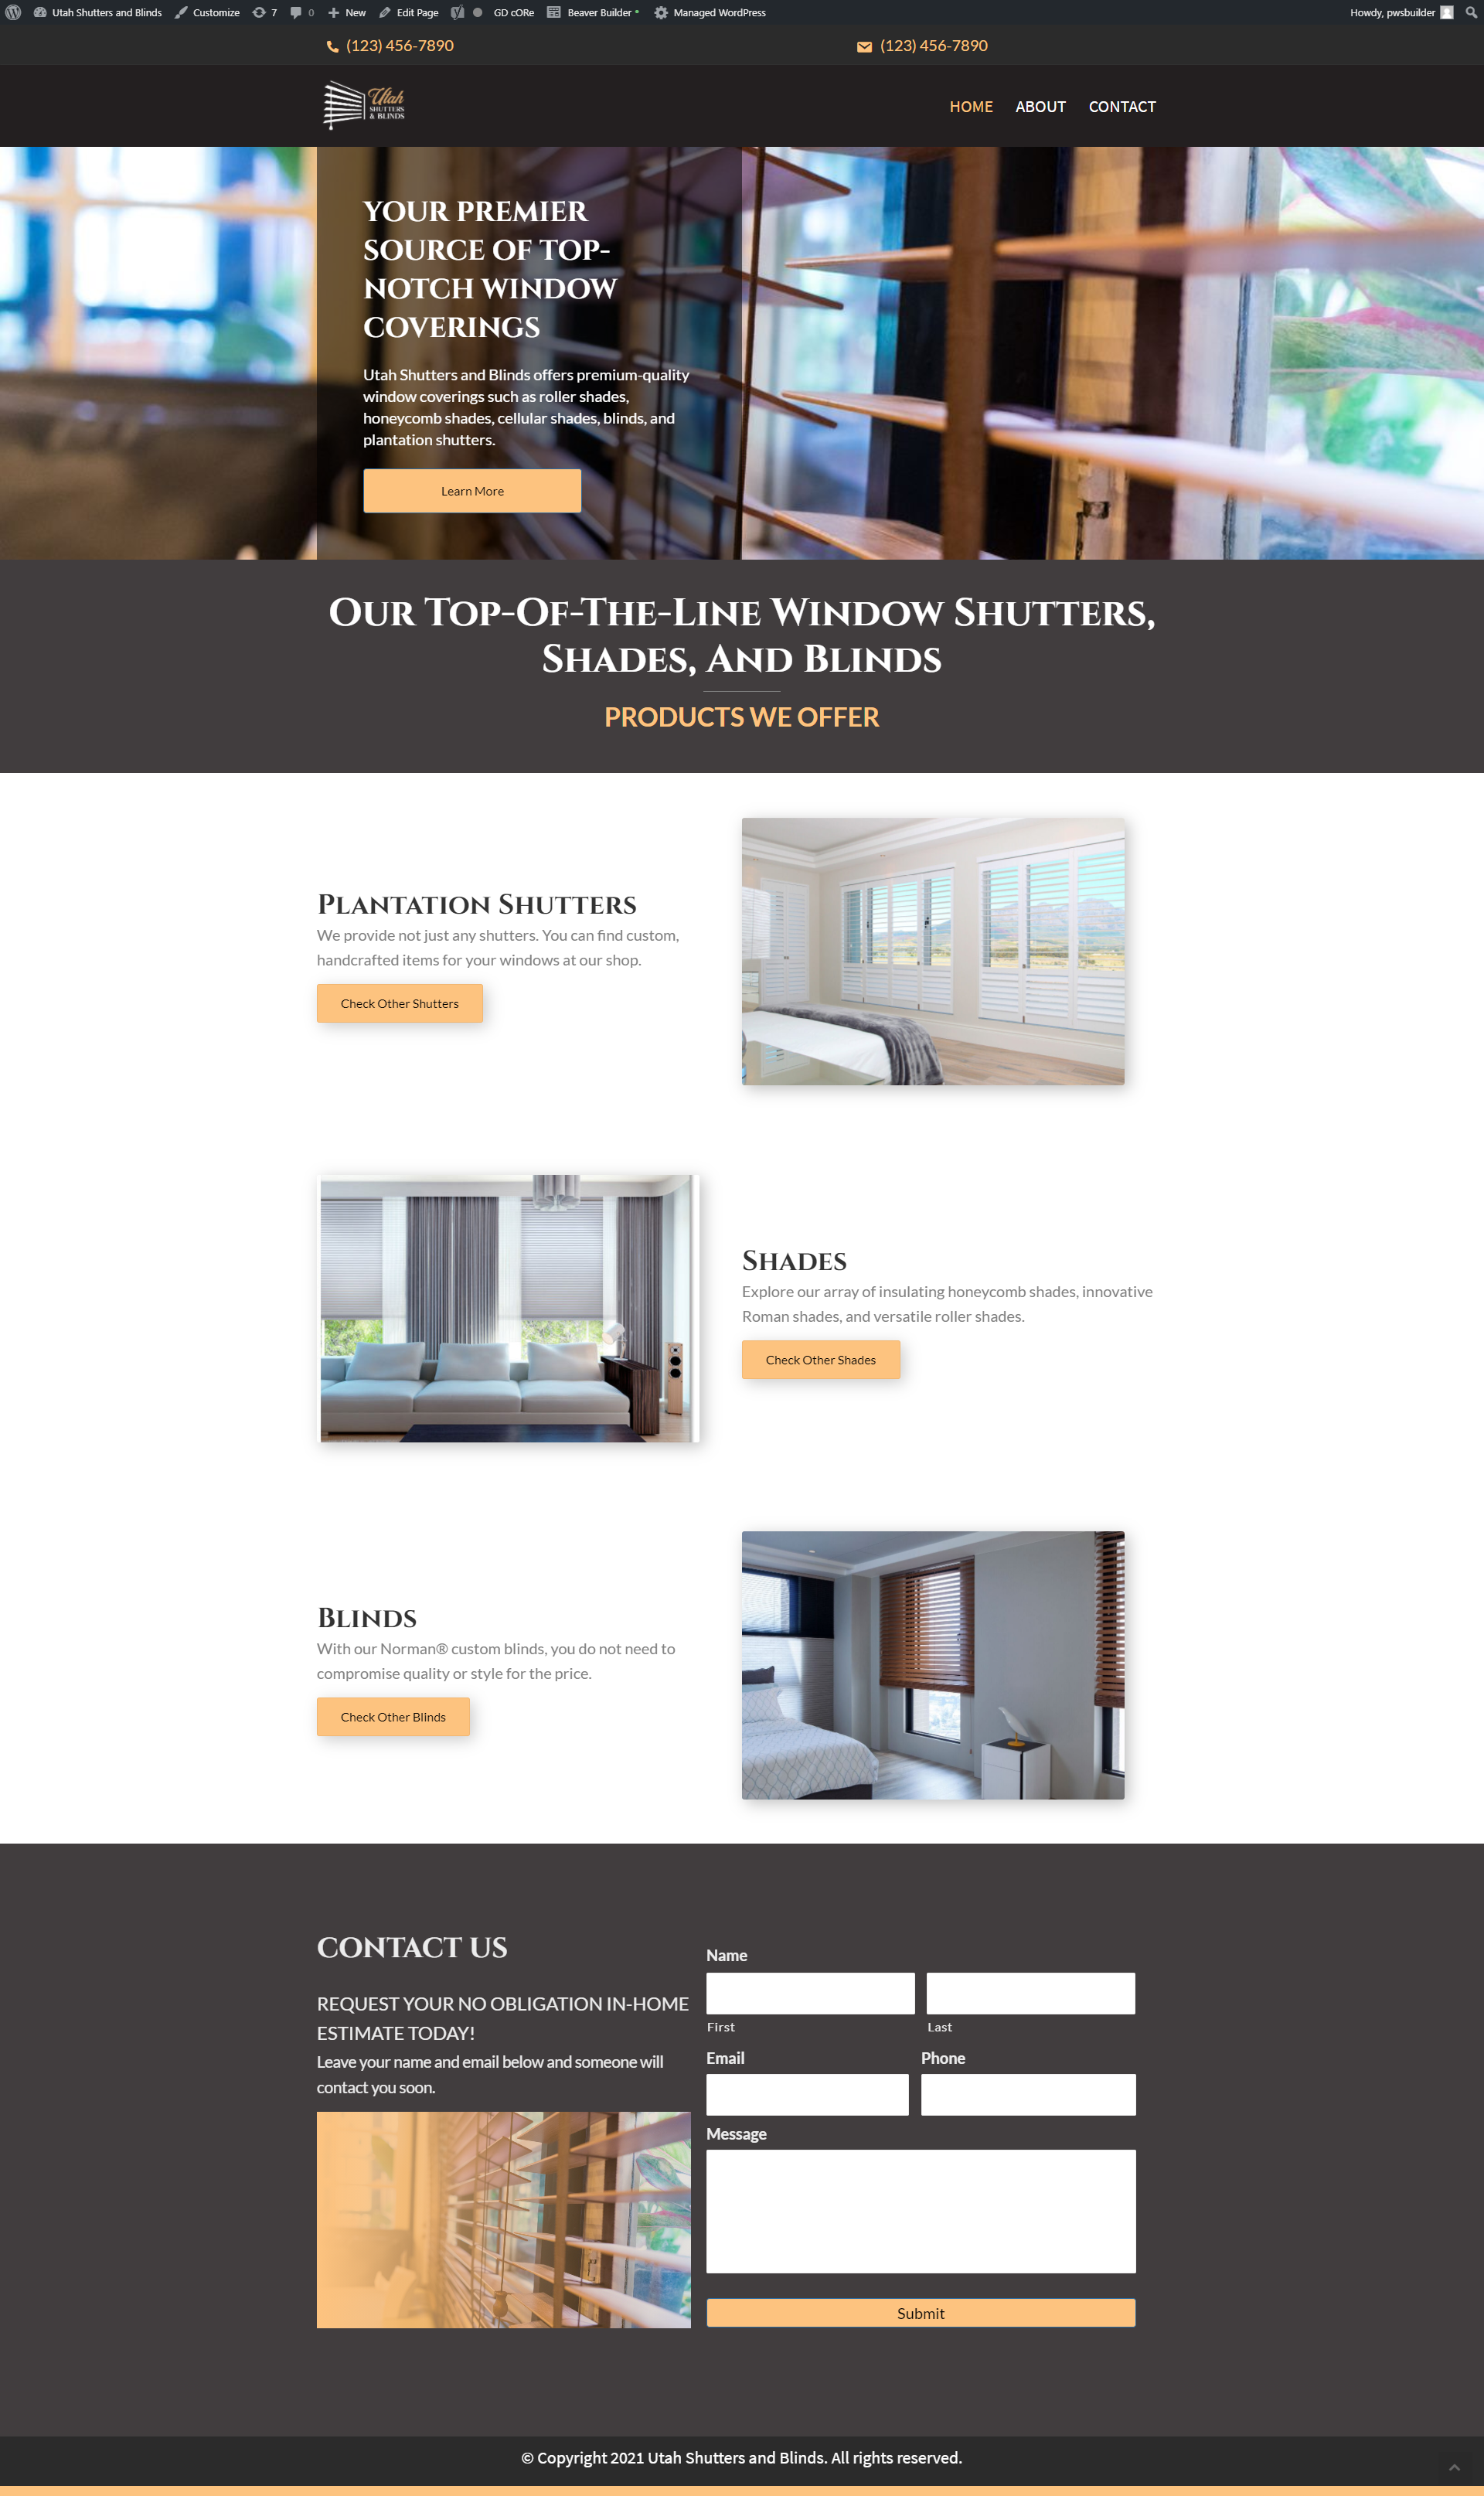 Utah Shutters and Blinds Customize 7 0 New Edit Page GD cORe Beaver Builder • Managed WordPress Howdy, pwsbuilder
(123) 456-7890 (123) 456-7890
Utah
SHUTTERS
& BLINDS
HOME ABOUT CONTACT
YOUR PREMIER
SOURCE OF TOP-
NOTCH WINDOW
COVERINGS
Utah Shutters and Blinds offers premium-quality
window coverings such as roller shades,
honeycomb shades, cellular shades, blinds, and
plantation shutters.
Learn More
Our Top-Of-The-Line Window Shutters,
Shades, And Blinds
PRODUCTS WE OFFER
Plantation Shutters
We provide not just any shutters. You can find custom,
handcrafted items for your windows at our shop.
Check Other Shutters
Shades
Explore our array of insulating honeycomb shades, innovative
Roman shades, and versatile roller shades.
Check Other Shades
Blinds
With our Norman® custom blinds, you do not need to
compromise quality or style for the price.
Check Other Blinds
CONTACT US
REQUEST YOUR NO OBLIGATION IN-HOME
ESTIMATE TODAY!
Leave your name and email below and someone will
contact you soon.
Name
First Last
Email Phone
Message
Submit
© Copyright 2021 Utah Shutters and Blinds. All rights reserved.